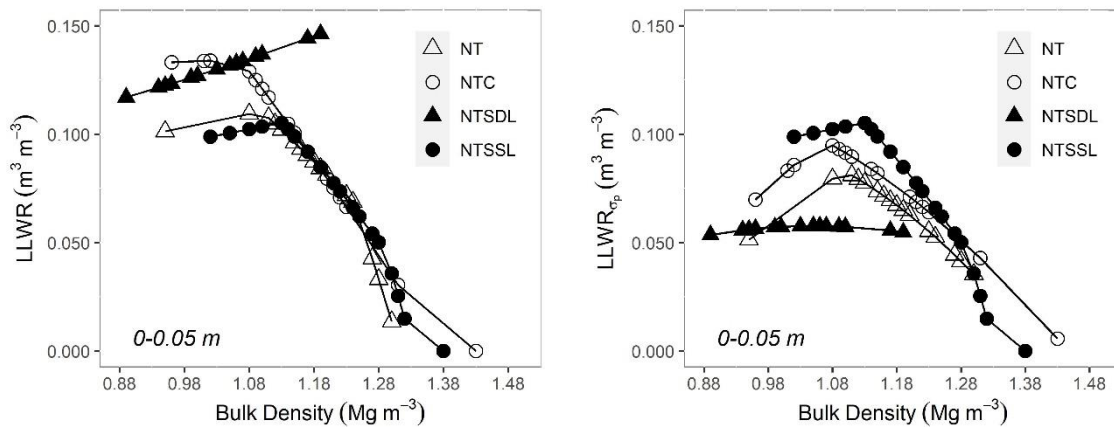 0.150
0.100
0.050
0.000
LLWR (m³ m⁻³)
NT
NTC
NTSDL
NTSSL
0-0.05 m
0.88 0.98 1.08 1.18 1.28 1.38 1.48
Bulk Density (Mg m⁻³)
0.150
0.100
0.050
0.000
LLWRσₚ (m³ m⁻³)
NT
NTC
NTSDL
NTSSL
0-0.05 m
0.88 0.98 1.08 1.18 1.28 1.38 1.48
Bulk Density (Mg m⁻³)